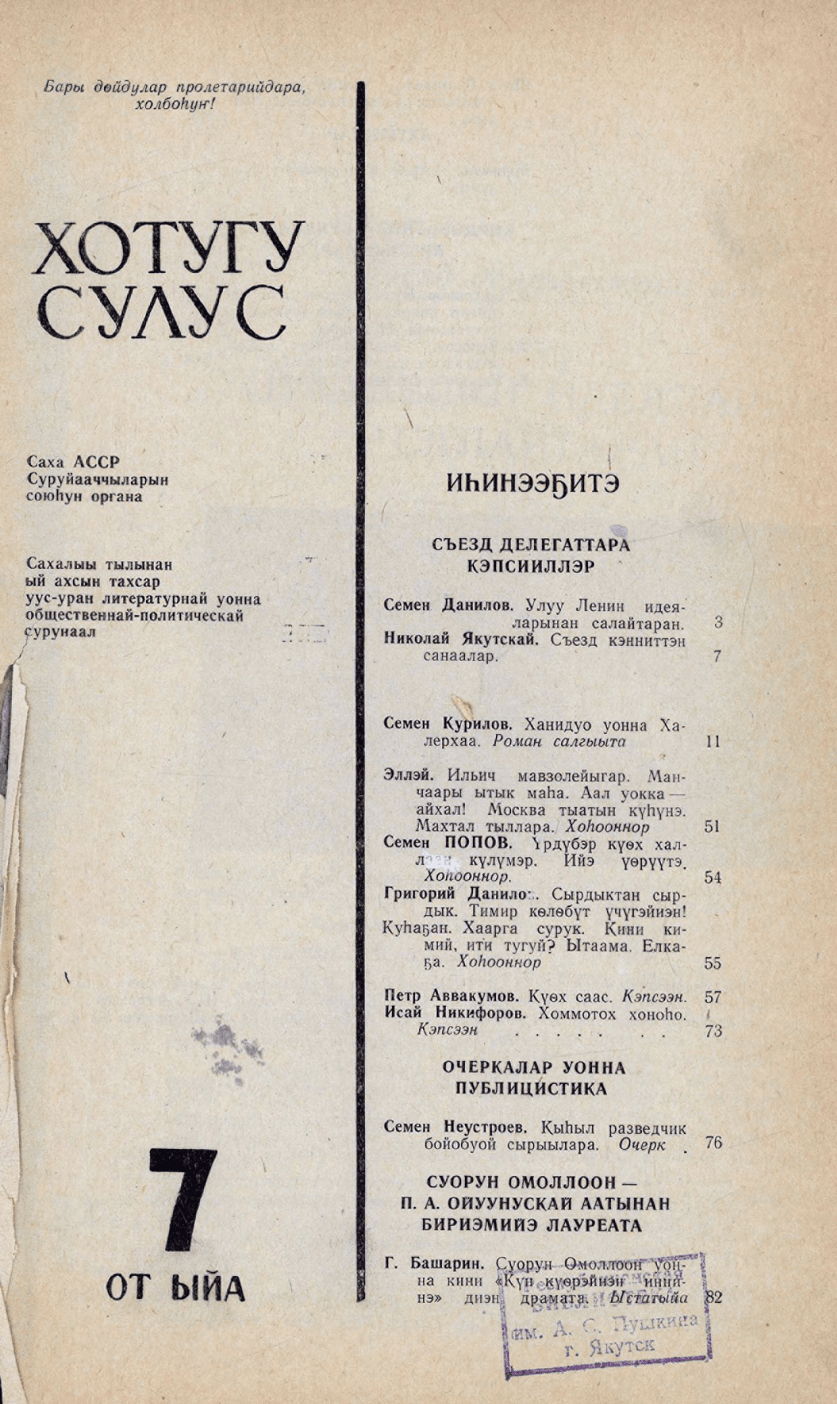 Бары дойдулар пролетарийдара,
холбоһуҥ!
ХОТУГУ
СУЛУС
Саха АССР
Суруйааччыларын
союһун органа
Сахалыы тылынан
ый ахсын тахсар
уус-уран литературнай уонна
общественнай-политическай
сурунаал
7
ОТ ЫЙА
ИҺИНЭЭҔИТЭ
СЪЕЗД ДЕЛЕГАТТАРА
КЭПСИИЛЛЭР
Семен Данилов. Улуу Ленин идея-
ларынан салайтаран. 3
Николай Якутскай. Съезд кэнниттэн
санаалар. 7
Семен Курилов. Ханидуо уонна Ха-
лерхаа. Роман салгыыта 11
Эллэй. Ильич мавзолейыгар. Ман-
чаары ытык маһа. Аал уокка —
айхал! Москва тыатын күһүнэ.
Махтал тыллара. Хоһооннор 51
Семен ПОПОВ. Үрдүбэр күөх хал-
күлүмэр. Ийэ үөрүүтэ.
Хоһооннор. 54
Григорий Данилов. Сырдыктан сыр-
дык. Тимир көлөбүт үчүгэйиэн!
Куһаҕан. Хаарга сурук. Кини ки-
мий, ити тугуй? Ытаама. Елка-
ҕа. Хоһооннор 55
Петр Аввакумов. Күөх саас. Кэпсээн. 57
Исай Никифоров. Хоммотох хоноһо.
Кэпсээн . . . . . . . 73
ОЧЕРКАЛАР УОННА
ПУБЛИЦИСТИКА
Семен Неустроев. Кыһыл разведчик
бойобуой сырыылара. Очерк . 76
СУОРУН ОМОЛЛООН —
П. А. ОЙУУНУСКАЙ ААТЫНАН
БИРИЭМИЙЭ ЛАУРЕАТА
Г. Башарин. Суорун Омоллоон уон-
на кини «Күн күөрэйиэн инни-
нэ» диэн драмата. Ыстатыйа 82
им. А. С. Пушкина
г. Якутск